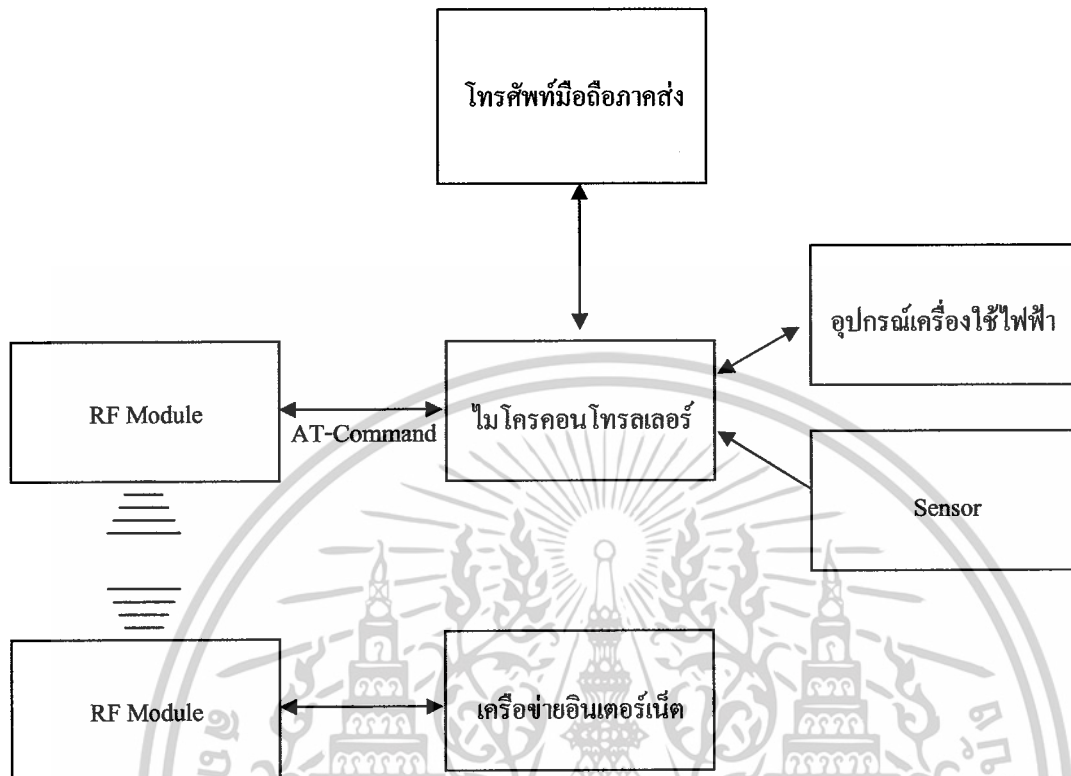 โทรศัพท์มือถือภาคส่ง
อุปกรณ์เครื่องใช้ไฟฟ้า
RF Module
AT-Command
ไมโครคอนโทรลเลอร์
Sensor
RF Module
เครือข่ายอินเตอร์เน็ต